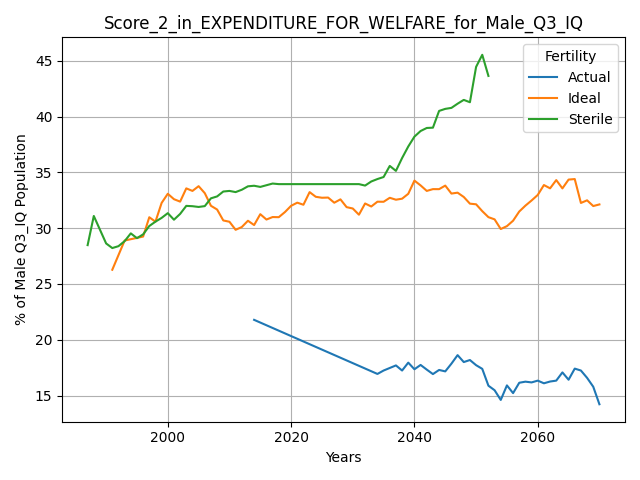 Score_2_in_EXPENDITURE_FOR_WELFARE_for_Male_Q3_IQ
Fertility
Actual
Ideal
Sterile
% of Male Q3_IQ Population
45
40
35
30
25
20
15
2000
2020
2040
2060
Years